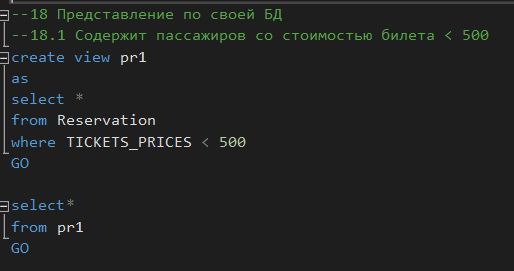 --18 Представление по своей БД
--18.1 Содержит пассажиров со стоимостью билета < 500
create view pr1
as
select *
from Reservation
where TICKETS_PRICES < 500
GO
select*
from pr1
GO